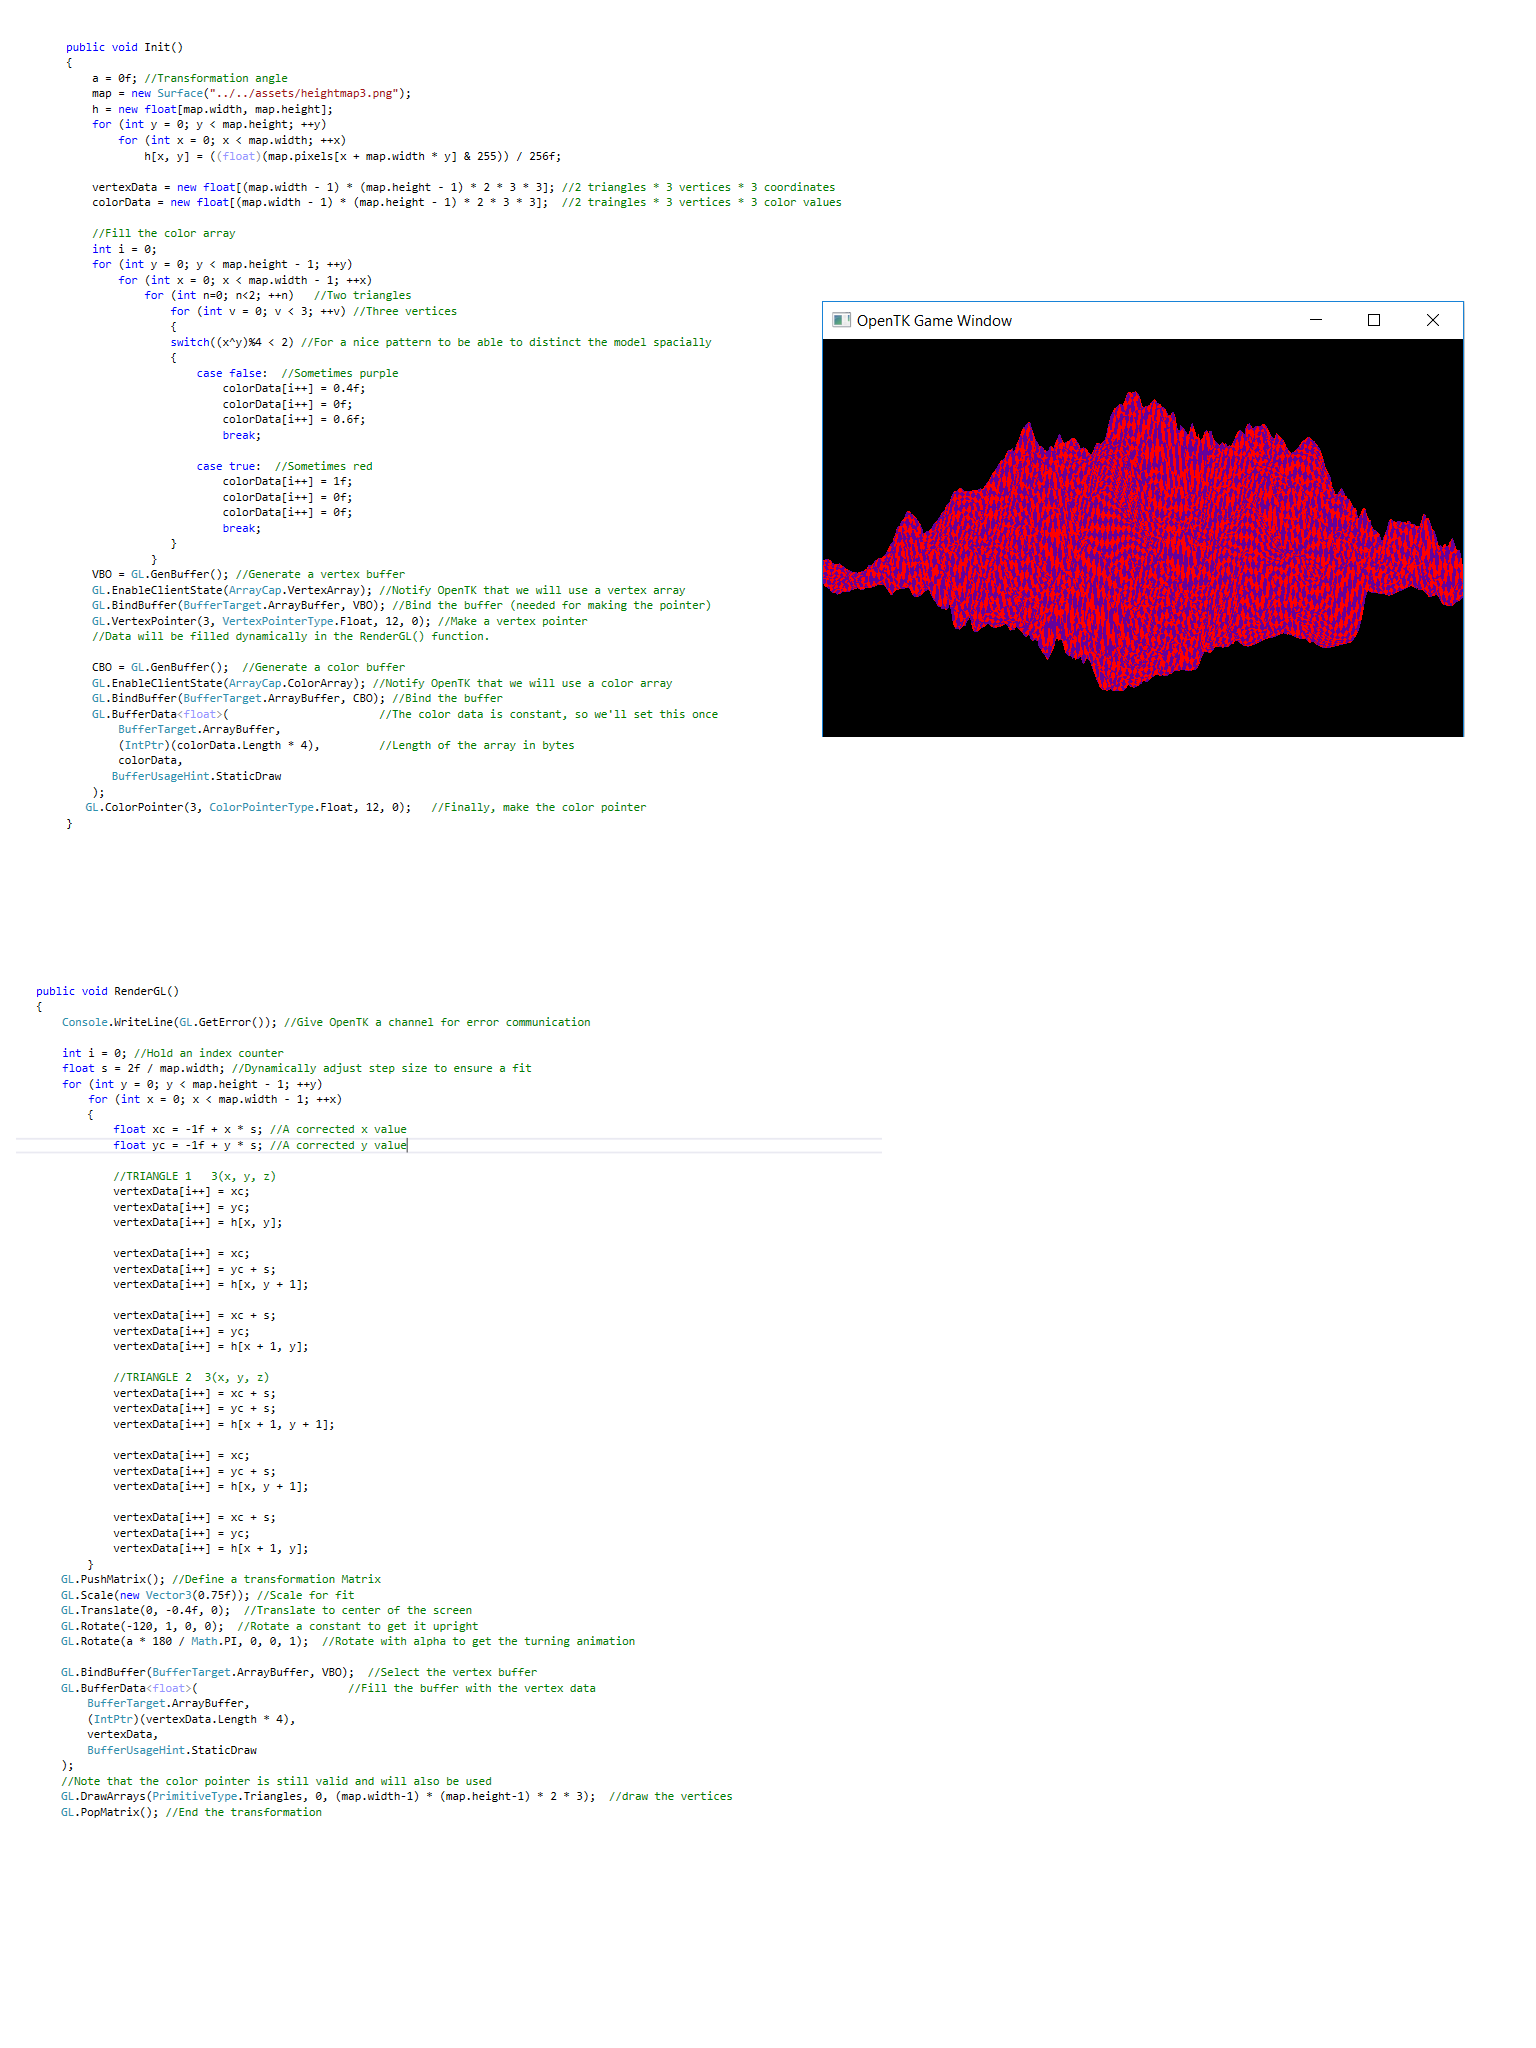 public void Init()
{
a = 0f; //Transformation angle
map = new Surface("../../assets/heightmap3.png");
h = new float[map.width, map.height];
for (int y = 0; y < map.height; ++y)
for (int x = 0; x < map.width; ++x)
h[x, y] = ((float)(map.pixels[x + map.width * y] & 255)) / 256f;
vertexData = new float[(map.width - 1) * (map.height - 1) * 2 * 3 * 3]; //2 triangles * 3 vertices * 3 coordinates
colorData = new float[(map.width - 1) * (map.height - 1) * 2 * 3 * 3];  //2 traingles * 3 vertices * 3 color values
//Fill the color array
int i = 0;
for (int y = 0; y < map.height - 1; ++y)
for (int x = 0; x < map.width - 1; ++x)
for (int n=0; n<2; ++n)   //Two triangles
for (int v = 0; v < 3; ++v) //Three vertices
{
switch((x^y)%4 < 2) //For a nice pattern to be able to distinct the model spacially
{
case false:  //Sometimes purple
colorData[i++] = 0.4f;
colorData[i++] = 0f;
colorData[i++] = 0.6f;
break;
case true:  //Sometimes red
colorData[i++] = 1f;
colorData[i++] = 0f;
colorData[i++] = 0f;
break;
}
}
VBO = GL.GenBuffer(); //Generate a vertex buffer
GL.EnableClientState(ArrayCap.VertexArray); //Notify OpenTK that we will use a vertex array
GL.BindBuffer(BufferTarget.ArrayBuffer, VBO); //Bind the buffer (needed for making the pointer)
GL.VertexPointer(3, VertexPointerType.Float, 12, 0); //Make a vertex pointer
//Data will be filled dynamically in the RenderGL() function.
CBO = GL.GenBuffer();  //Generate a color buffer
GL.EnableClientState(ArrayCap.ColorArray); //Notify OpenTK that we will use a color array
GL.BindBuffer(BufferTarget.ArrayBuffer, CBO); //Bind the buffer
GL.BufferData<float>(                       //The color data is constant, so we'll set this once
BufferTarget.ArrayBuffer,
(IntPtr)(colorData.Length * 4),         //Length of the array in bytes
colorData,
BufferUsageHint.StaticDraw
);
GL.ColorPointer(3, ColorPointerType.Float, 12, 0);   //Finally, make the color pointer
}
OpenTK Game Window
public void RenderGL()
{
Console.WriteLine(GL.GetError()); //Give OpenTK a channel for error communication
int i = 0; //Hold an index counter
float s = 2f / map.width; //Dynamically adjust step size to ensure a fit
for (int y = 0; y < map.height - 1; ++y)
for (int x = 0; x < map.width - 1; ++x)
{
float xc = -1f + x * s; //A corrected x value
float yc = -1f + y * s; //A corrected y value
//TRIANGLE 1   3(x, y, z)
vertexData[i++] = xc;
vertexData[i++] = yc;
vertexData[i++] = h[x, y];
vertexData[i++] = xc;
vertexData[i++] = yc + s;
vertexData[i++] = h[x, y + 1];
vertexData[i++] = xc + s;
vertexData[i++] = yc;
vertexData[i++] = h[x + 1, y];
//TRIANGLE 2  3(x, y, z)
vertexData[i++] = xc + s;
vertexData[i++] = yc + s;
vertexData[i++] = h[x + 1, y + 1];
vertexData[i++] = xc;
vertexData[i++] = yc + s;
vertexData[i++] = h[x, y + 1];
vertexData[i++] = xc + s;
vertexData[i++] = yc;
vertexData[i++] = h[x + 1, y];
}
GL.PushMatrix(); //Define a transformation Matrix
GL.Scale(new Vector3(0.75f)); //Scale for fit
GL.Translate(0, -0.4f, 0);  //Translate to center of the screen
GL.Rotate(-120, 1, 0, 0);  //Rotate a constant to get it upright
GL.Rotate(a * 180 / Math.PI, 0, 0, 1);  //Rotate with alpha to get the turning animation
GL.BindBuffer(BufferTarget.ArrayBuffer, VBO);  //Select the vertex buffer
GL.BufferData<float>(                       //Fill the buffer with the vertex data
BufferTarget.ArrayBuffer,
(IntPtr)(vertexData.Length * 4),
vertexData,
BufferUsageHint.StaticDraw
);
//Note that the color pointer is still valid and will also be used
GL.DrawArrays(PrimitiveType.Triangles, 0, (map.width-1) * (map.height-1) * 2 * 3);  //draw the vertices
GL.PopMatrix(); //End the transformation